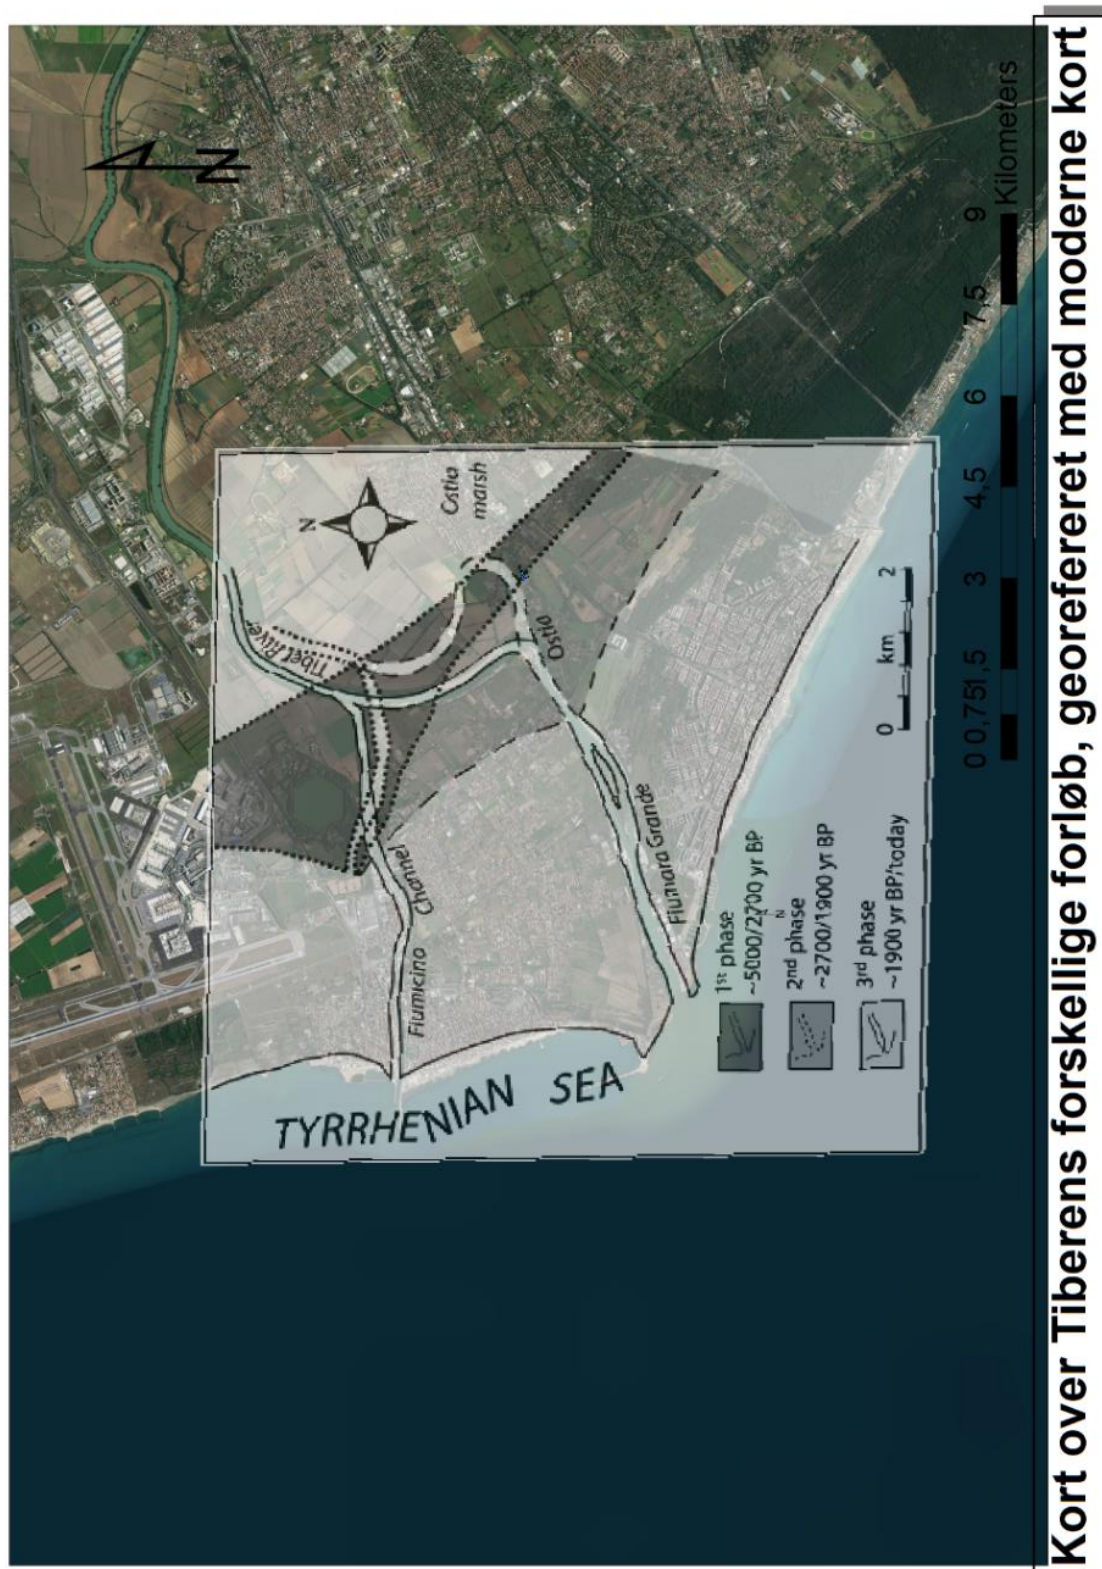 Kort over Tiberens forskellige forløb, georefereret med moderne kort
N
N
Tiber River
Ostia
marsh
Ostia
Fiumicino Channel
Fiumara Grande
TYRRHENIAN SEA
1st phase
~5000/2700 yr BP
N
2nd phase
~2700/1900 yr BP
3rd phase
~1900 yr BP/today
0 km 2
0 0,751,5 3 4,5 6 7,5 9
Kilometers